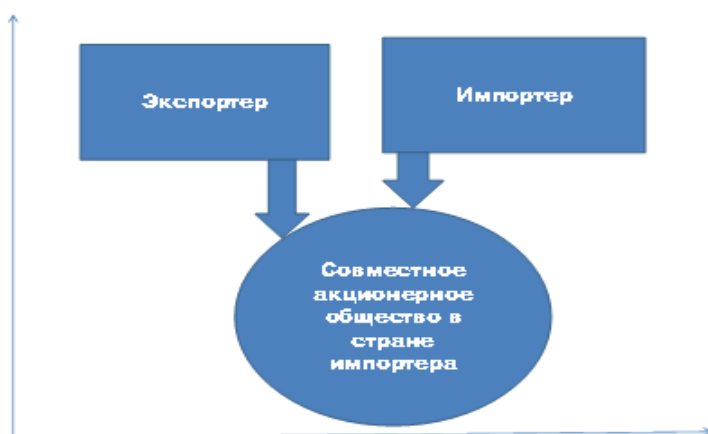 Экспортер
Импортер
Совместное
акционерное
общество в
стране
импортера